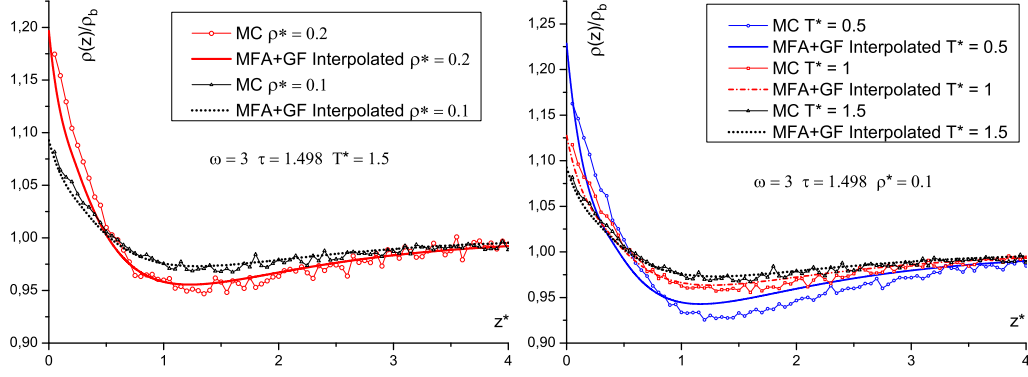 ρ(z)/ρb
1,20
1,15
1,10
1,05
1,00
0,95
0,90
0
1
2
3
4
z*
MC ρ* = 0.2
MFA+GF Interpolated ρ* = 0.2
MC ρ* = 0.1
MFA+GF Interpolated ρ* = 0.1
ω = 3 τ = 1.498 T* = 1.5
ρ(z)/ρb
1,25
1,20
1,15
1,10
1,05
1,00
0,95
0,90
0
1
2
3
4
z*
MC T* = 0.5
MFA+GF Interpolated T* = 0.5
MC T* = 1
MFA+GF Interpolated T* = 1
MC T* = 1.5
MFA+GF Interpolated T* = 1.5
ω = 3 τ = 1.498 ρ* = 0.1